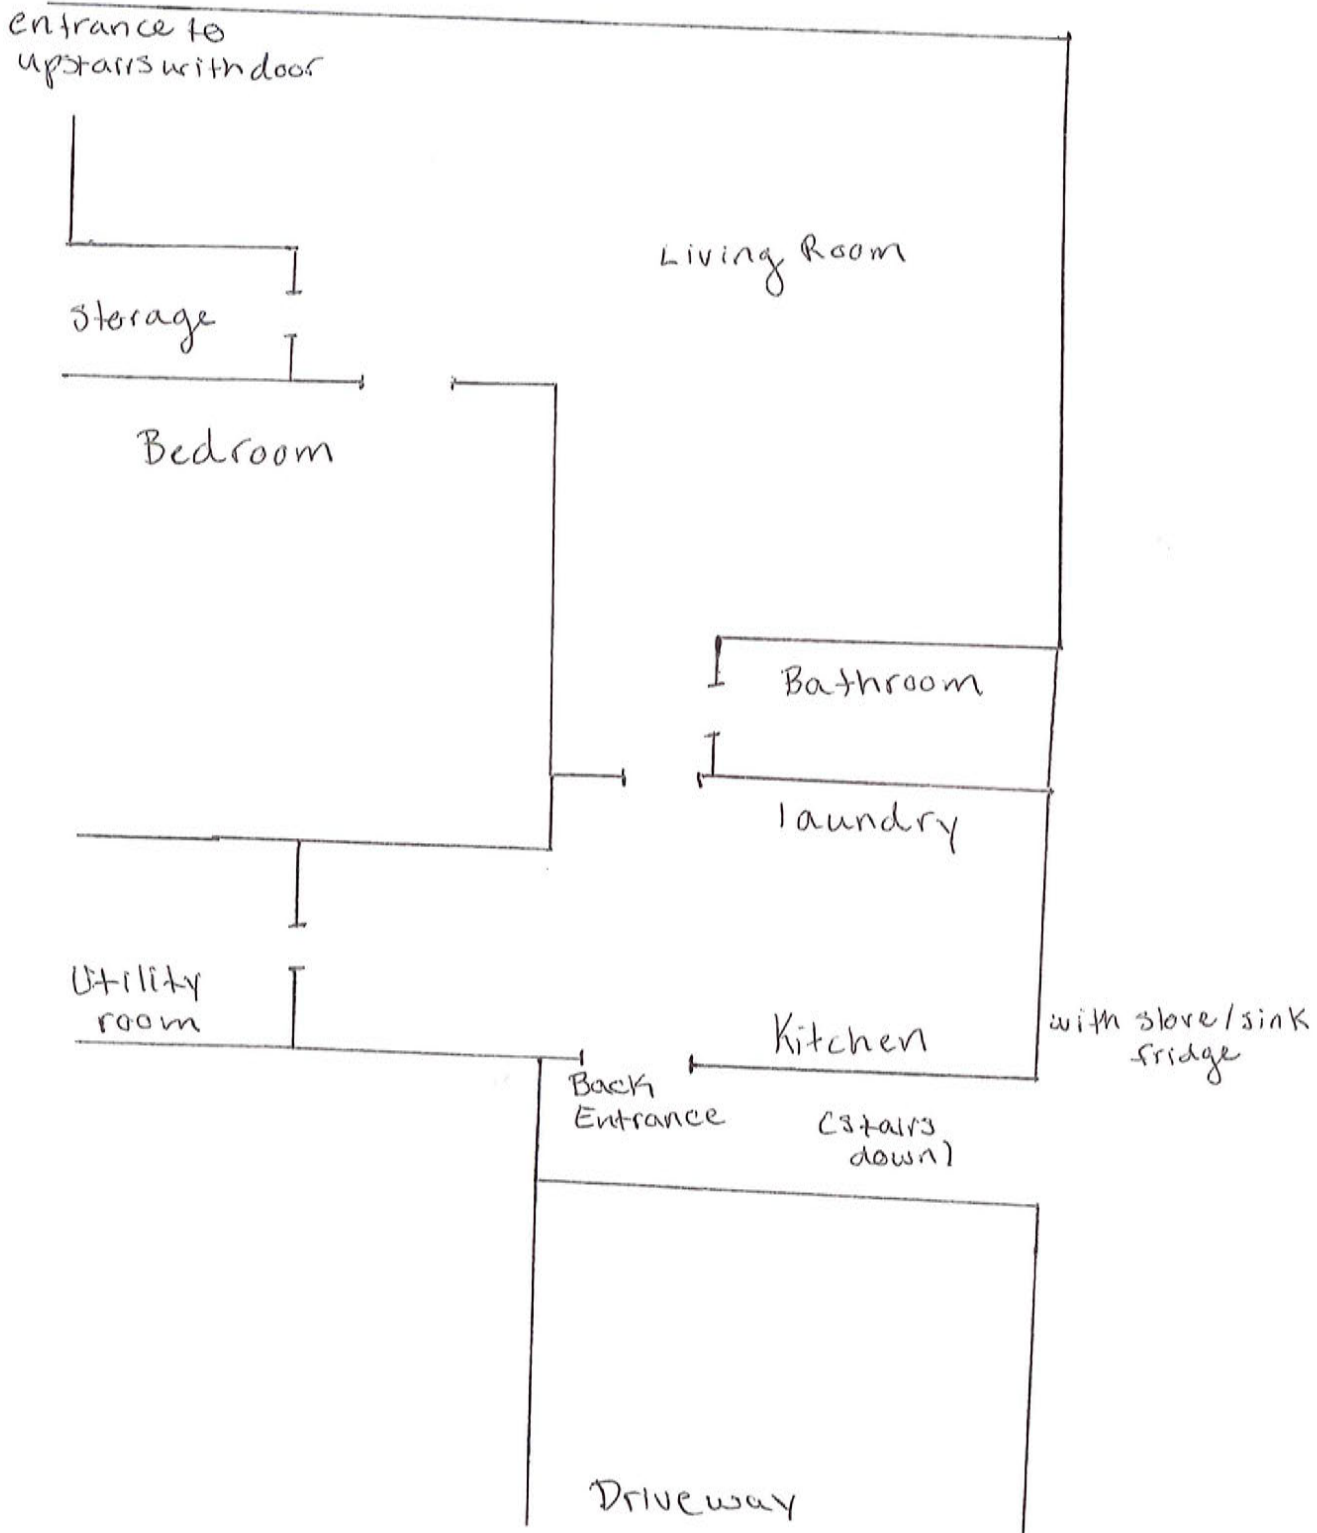 entrance to
upstairs with door
Living Room
Storage
Bedroom
Bathroom
laundry
Utility
room
Kitchen
with stove/sink
fridge
Back
Entrance
(stairs
down)
Driveway